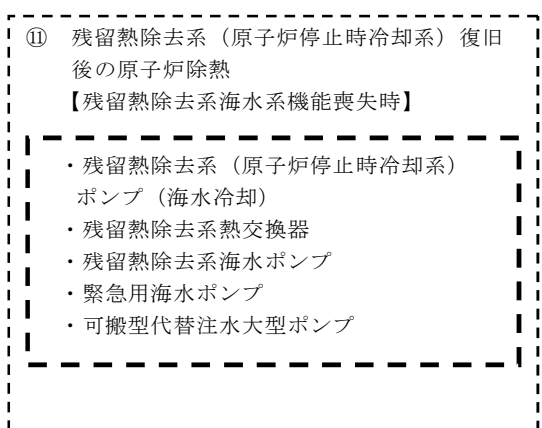 ⑪ 残留熱除去系（原子炉停止時冷却系）復旧
後の原子炉除熱
【残留熱除去系海水系機能喪失時】
・残留熱除去系（原子炉停止時冷却系）
ポンプ（海水冷却）
・残留熱除去系熱交換器
・残留熱除去系海水ポンプ
・緊急用海水ポンプ
・可搬型代替注水大型ポンプ